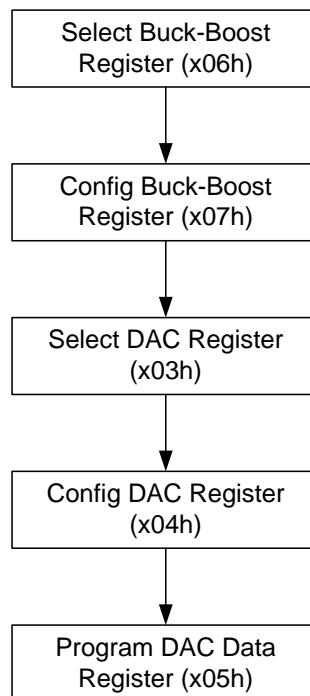 Select Buck-Boost
Register (x06h)
Config Buck-Boost
Register (x07h)
Select DAC Register
(x03h)
Config DAC Register
(x04h)
Program DAC Data
Register (x05h)